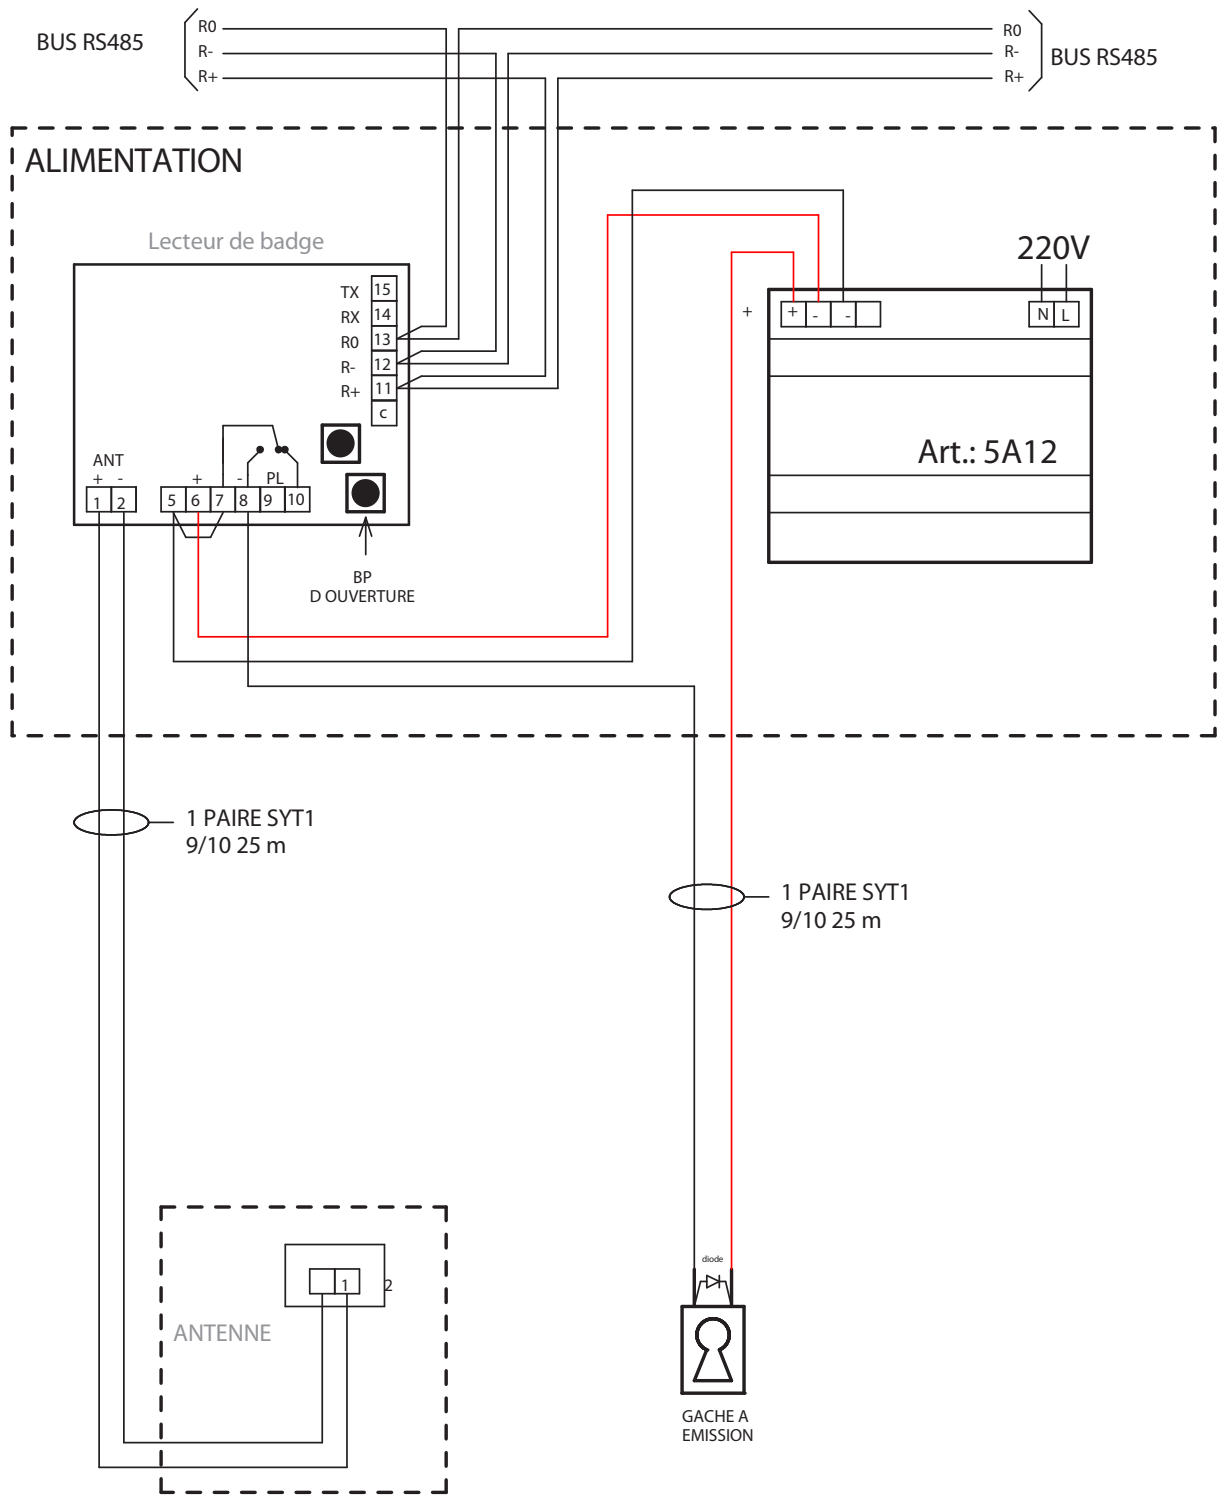 BUS RS485
R0
R-
R+
R0
R-
R+
BUS RS485
ALIMENTATION
Lecteur de badge
220V
TX 15
RX 14
R0 13
R- 12
R+ 11
c
+ + - -
N L
Art.: 5A12
ANT
+ -
+ - PL
1 2
5 6 7 8 9 10
BP
D OUVERTURE
1 PAIRE SYT1
9/10 25 m
1 PAIRE SYT1
9/10 25 m
diode
1 2
ANTENNE
GACHE A
EMISSION